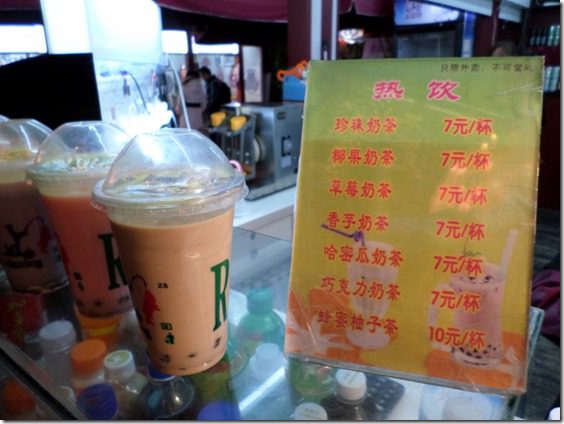 只限外卖，不可堂吃
热 饮
珍珠奶茶 7元/杯
椰果奶茶 7元/杯
草莓奶茶 7元/杯
香芋奶茶 7元/杯
哈密瓜奶茶 7元/杯
巧克力奶茶 7元/杯
蜂蜜柚子茶 10元/杯
R
R